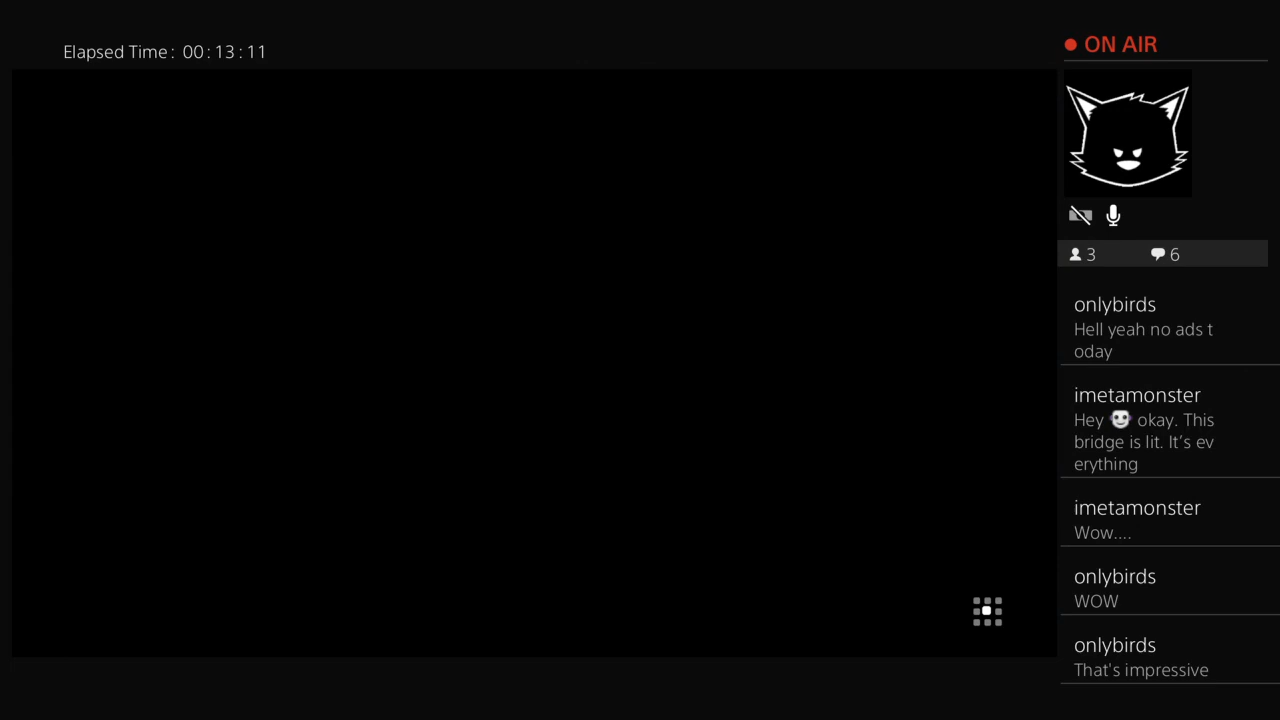 Elapsed Time: 00:13:11
ON AIR
3 6
onlybirds
Hell yeah no ads t
oday
imetamonster
Hey okay. This
bridge is lit. It’s ev
erything
imetamonster
Wow....
onlybirds
WOW
onlybirds
That's impressive